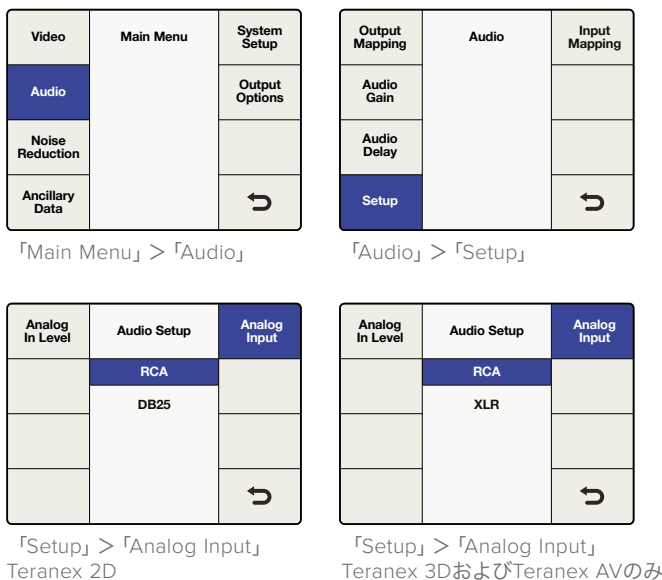 Video
Main Menu
System
Setup
Audio
Output
Options
Noise
Reduction
Ancillary
Data
「Main Menu」＞「Audio」
Output
Mapping
Audio
Input
Mapping
Audio
Gain
Audio
Delay
Setup
「Audio」＞「Setup」
Analog
In Level
Audio Setup
Analog
Input
RCA
DB25
「Setup」＞「Analog Input」
Teranex 2D
Analog
In Level
Audio Setup
Analog
Input
RCA
XLR
「Setup」＞「Analog Input」
Teranex 3DおよびTeranex AVのみ